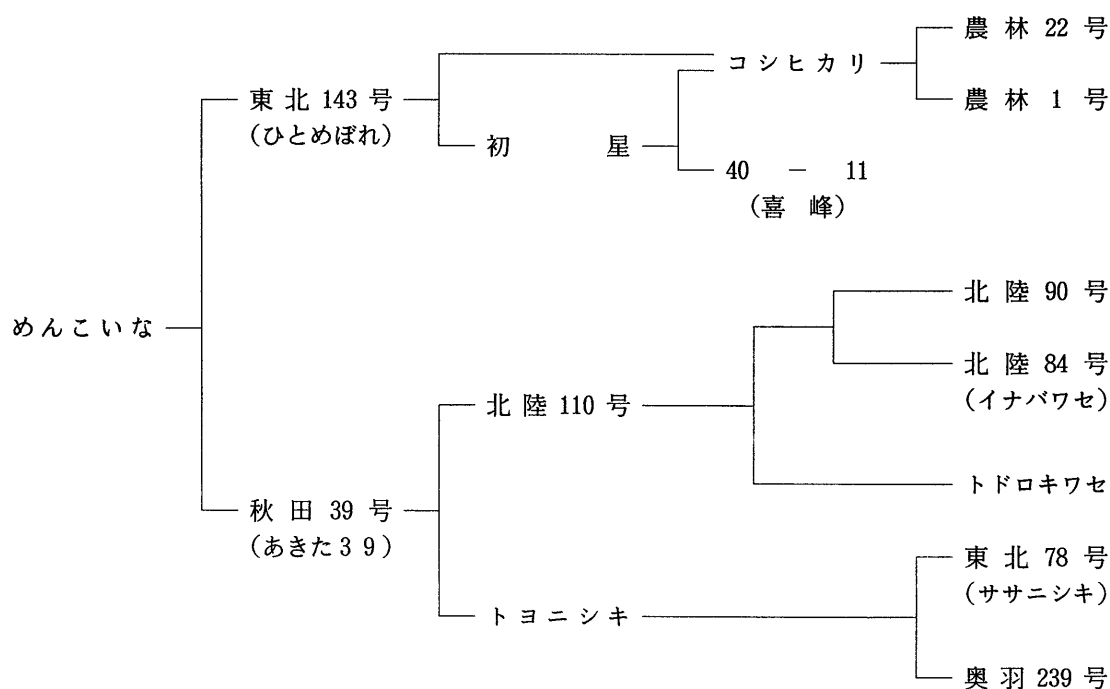 農林 22 号
コシヒカリ
農林 1 号
東北 143 号
(ひとめぼれ)
初星
40 － 11
(喜峰)
めんこいな
北陸 90 号
北陸 84 号
(イナバワセ)
北陸 110 号
トドロキワセ
秋田 39 号
(あきた39)
東北 78 号
(ササニシキ)
トヨニシキ
奥羽 239 号